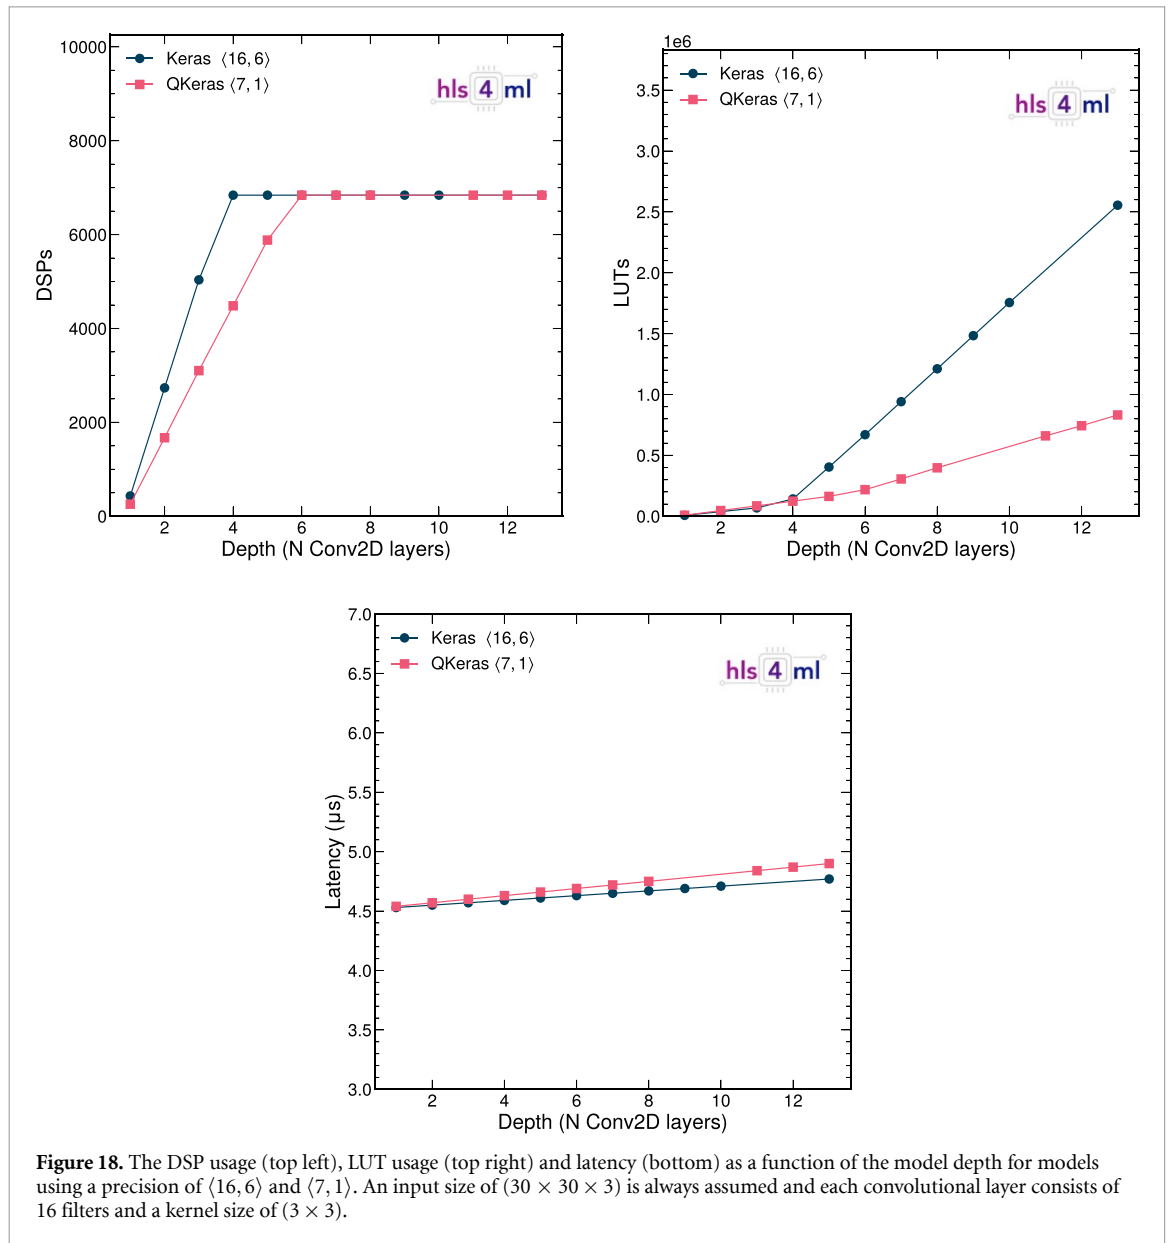 10000
8000
6000
4000
2000
0
DSPs
Keras ⟨16, 6⟩
QKeras ⟨7, 1⟩
hls 4 ml
2 4 6 8 10 12
Depth (N Conv2D layers)
1e6
3.5
3.0
2.5
2.0
1.5
1.0
0.5
0.0
LUTs
Keras ⟨16, 6⟩
QKeras ⟨7, 1⟩
hls 4 ml
2 4 6 8 10 12
Depth (N Conv2D layers)
7.0
6.5
6.0
5.5
5.0
4.5
4.0
3.5
3.0
Latency (μs)
Keras ⟨16, 6⟩
QKeras ⟨7, 1⟩
hls 4 ml
2 4 6 8 10 12
Depth (N Conv2D layers)
Figure 18. The DSP usage (top left), LUT usage (top right) and latency (bottom) as a function of the model depth for models
using a precision of ⟨16, 6⟩ and ⟨7, 1⟩. An input size of (30 × 30 × 3) is always assumed and each convolutional layer consists of
16 filters and a kernel size of (3 × 3).